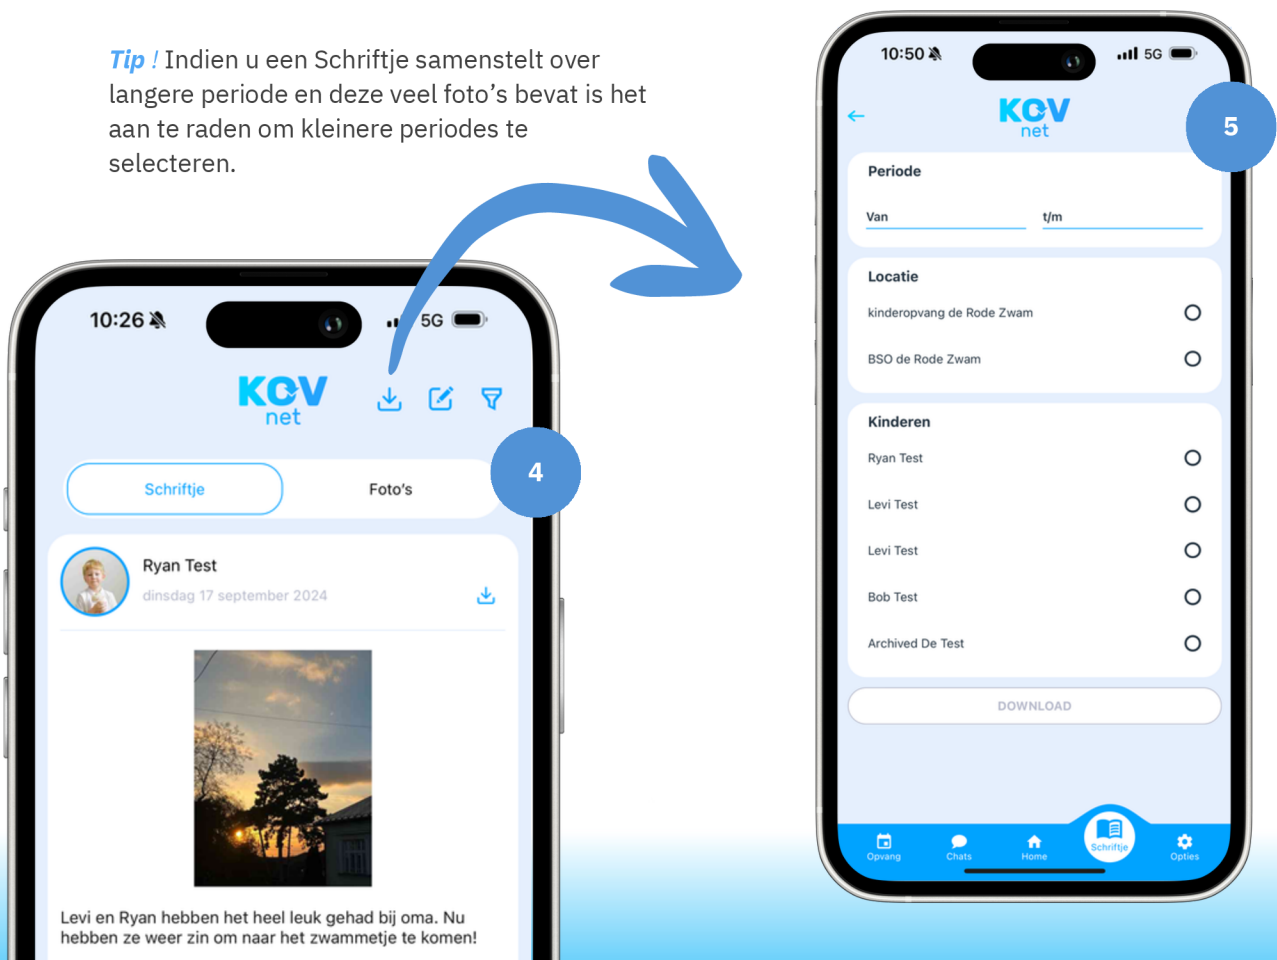 Tip ! Indien u een Schriftje samenstelt over
langere periode en deze veel foto's bevat is het
aan te raden om kleinere periodes te
selecteren.
10:26
5G
KOV
net
Schriftje
Foto's
4
Ryan Test
dinsdag 17 september 2024
Levi en Ryan hebben het heel leuk gehad bij oma. Nu
hebben ze weer zin om naar het zwammetje te komen!
10:50
5G
KOV
net
5
Periode
Van
t/m
Locatie
kinderopvang de Rode Zwam
BSO de Rode Zwam
Kinderen
Ryan Test
Levi Test
Levi Test
Bob Test
Archived De Test
DOWNLOAD
Opvang
Chats
Home
Schriftje
Opties